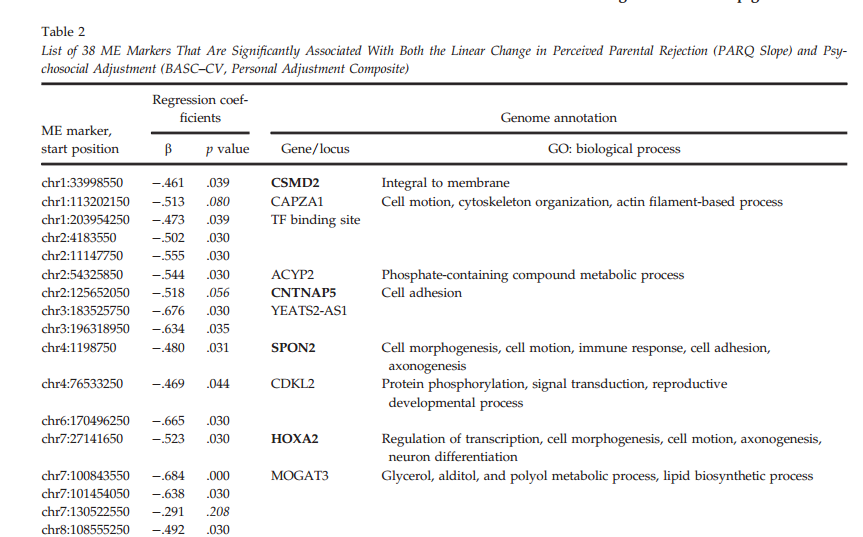 Table 2
List of 38 ME Markers That Are Significantly Associated With Both the Linear Change in Perceived Parental Rejection (PARQ Slope) and Psy-
chosocial Adjustment (BASC–CV, Personal Adjustment Composite)
Regression coef-
ficients
Genome annotation
ME marker,
start position β p value Gene/locus GO: biological process
chr1:33998550 −.461 .039 CSMD2 Integral to membrane
chr1:113202150 −.513 .080 CAPZA1 Cell motion, cytoskeleton organization, actin filament-based process
chr1:203954250 −.473 .039 TF binding site
chr2:4183550 −.502 .030
chr2:11147750 −.555 .030
chr2:54325850 −.544 .030 ACYP2 Phosphate-containing compound metabolic process
chr2:125652050 −.518 .056 CNTNAP5 Cell adhesion
chr3:183525750 −.676 .030 YEATS2-AS1
chr3:196318950 −.634 .035
chr4:1198750 −.480 .031 SPON2 Cell morphogenesis, cell motion, immune response, cell adhesion,
axonogenesis
chr4:76533250 −.469 .044 CDKL2 Protein phosphorylation, signal transduction, reproductive
developmental process
chr6:170496250 −.665 .030
chr7:27141650 −.523 .030 HOXA2 Regulation of transcription, cell morphogenesis, cell motion, axonogenesis,
neuron differentiation
chr7:100843550 −.684 .000 MOGAT3 Glycerol, alditol, and polyol metabolic process, lipid biosynthetic process
chr7:101454050 −.638 .030
chr7:130522550 −.291 .208
chr8:108555250 −.492 .030